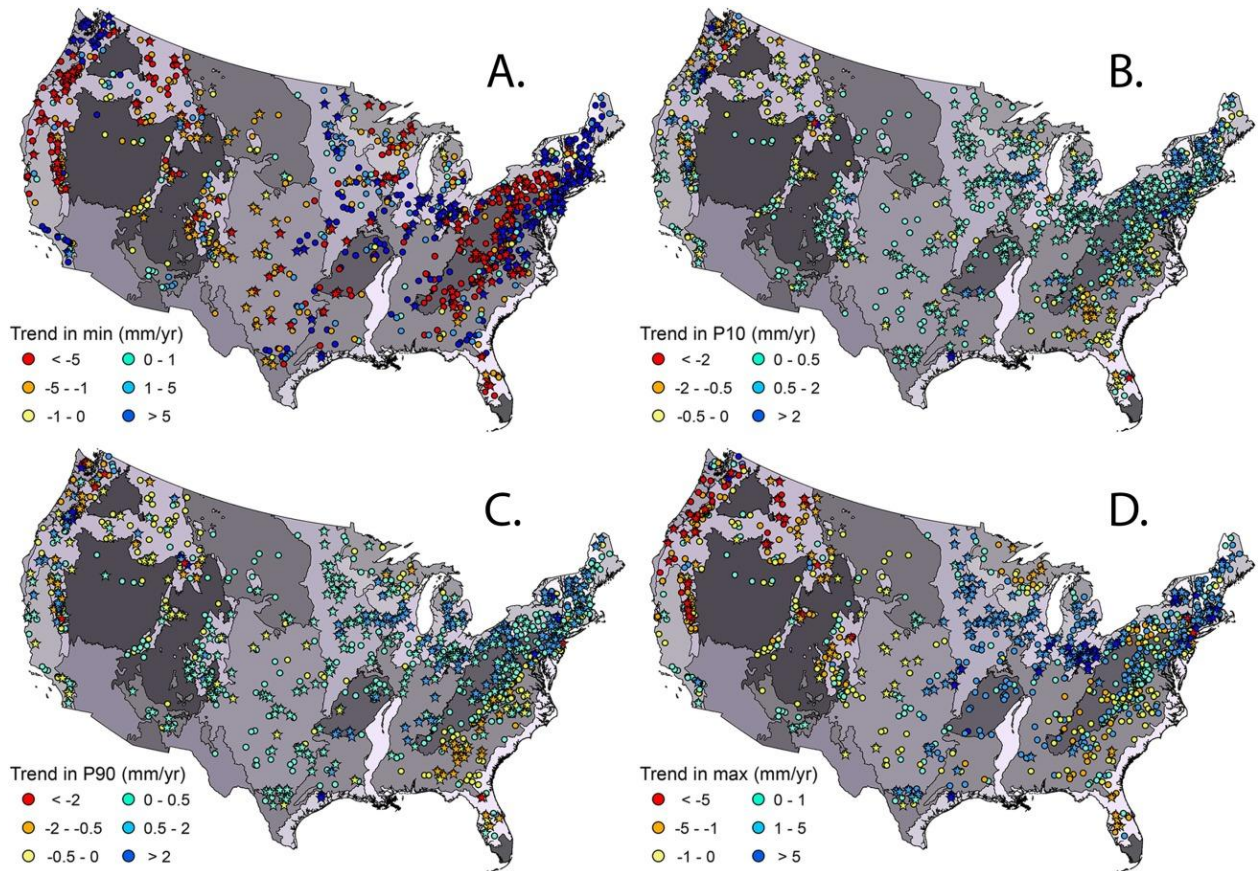 A.
B.
Trend in min (mm/yr)
< -5 0 - 1
-5 - -1 1 - 5
-1 - 0 > 5
Trend in P10 (mm/yr)
< -2 0 - 0.5
-2 - -0.5 0.5 - 2
-0.5 - 0 > 2
C.
D.
Trend in P90 (mm/yr)
< -2 0 - 0.5
-2 - -0.5 0.5 - 2
-0.5 - 0 > 2
Trend in max (mm/yr)
< -5 0 - 1
-5 - -1 1 - 5
-1 - 0 > 5